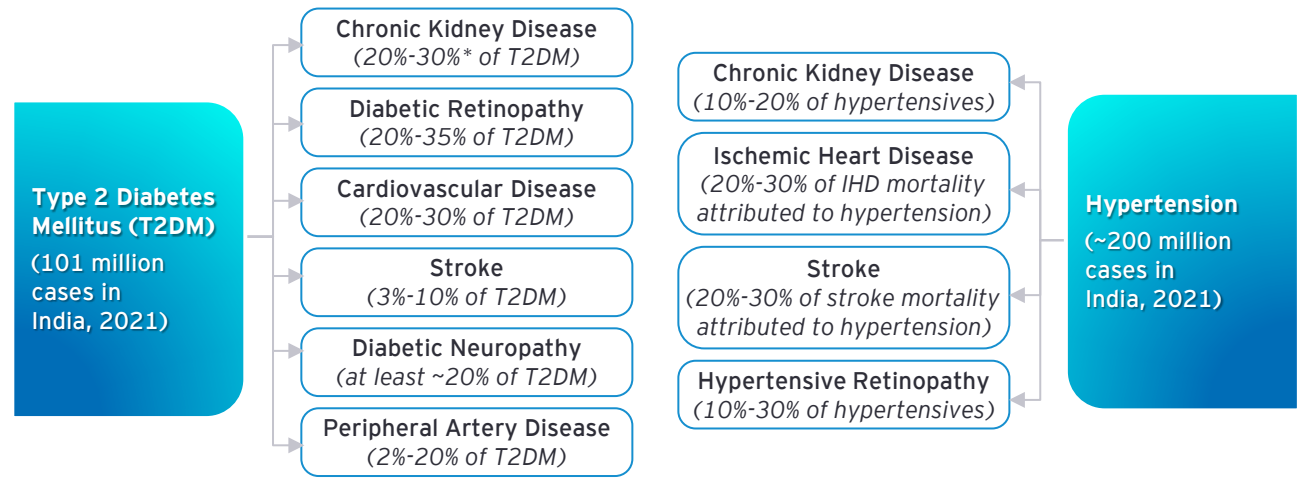 Type 2 Diabetes
Mellitus (T2DM)
(101 million
cases in
India, 2021)
Chronic Kidney Disease
(20%-30%* of T2DM)
Diabetic Retinopathy
(20%-35% of T2DM)
Cardiovascular Disease
(20%-30% of T2DM)
Stroke
(3%-10% of T2DM)
Diabetic Neuropathy
(at least ~20% of T2DM)
Peripheral Artery Disease
(2%-20% of T2DM)
Chronic Kidney Disease
(10%-20% of hypertensives)
Ischemic Heart Disease
(20%-30% of IHD mortality
attributed to hypertension)
Stroke
(20%-30% of stroke mortality
attributed to hypertension)
Hypertensive Retinopathy
(10%-30% of hypertensives)
Hypertension
(~200 million
cases in
India, 2021)